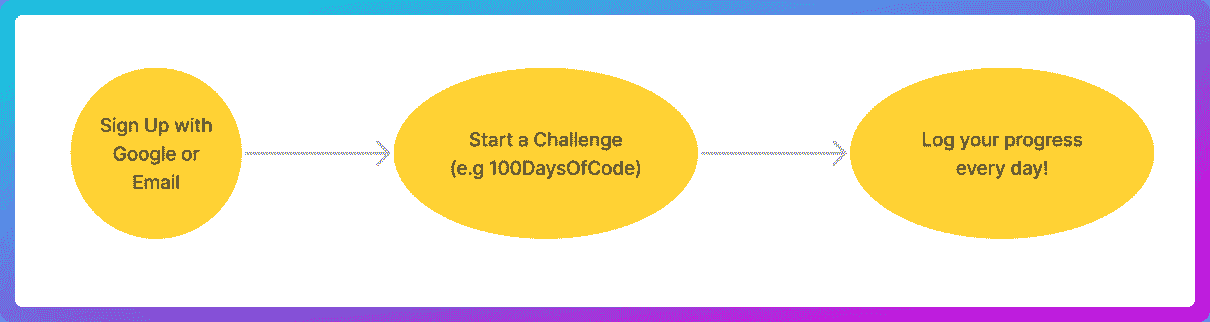 Sign Up with
Google or
Email
Start a Challenge
(e.g 100DaysOfCode)
Log your progress
every day!